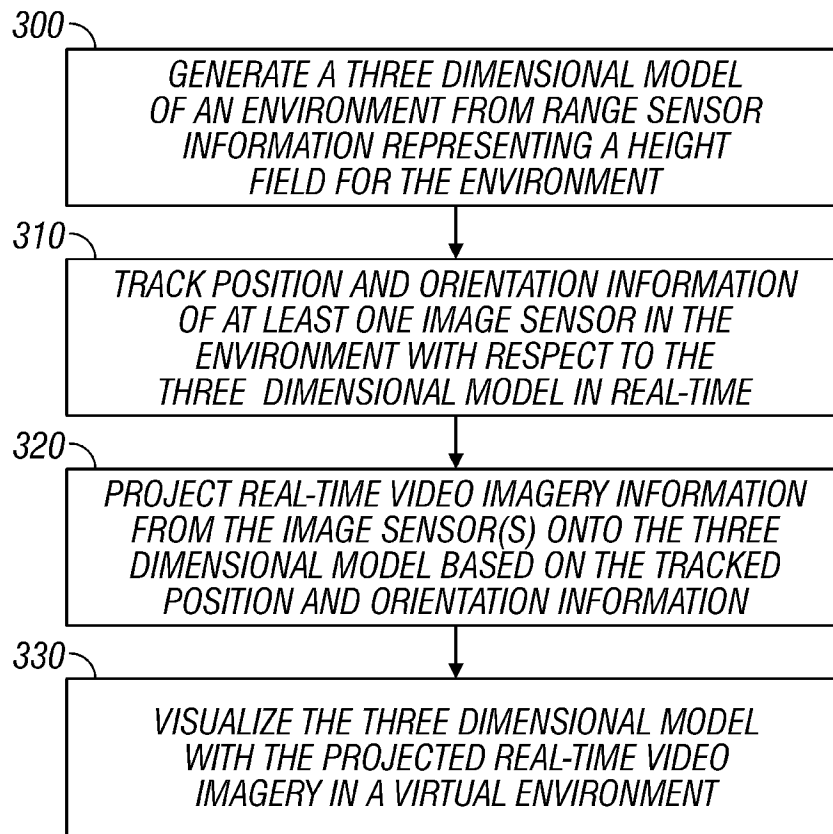 300
GENERATE A THREE DIMENSIONAL MODEL
OF AN ENVIRONMENT FROM RANGE SENSOR
INFORMATION REPRESENTING A HEIGHT
FIELD FOR THE ENVIRONMENT
310
TRACK POSITION AND ORIENTATION INFORMATION
OF AT LEAST ONE IMAGE SENSOR IN THE
ENVIRONMENT WITH RESPECT TO THE
THREE DIMENSIONAL MODEL IN REAL-TIME
320
PROJECT REAL-TIME VIDEO IMAGERY INFORMATION
FROM THE IMAGE SENSOR(S) ONTO THE THREE
DIMENSIONAL MODEL BASED ON THE TRACKED
POSITION AND ORIENTATION INFORMATION
330
VISUALIZE THE THREE DIMENSIONAL MODEL
WITH THE PROJECTED REAL-TIME VIDEO
IMAGERY IN A VIRTUAL ENVIRONMENT